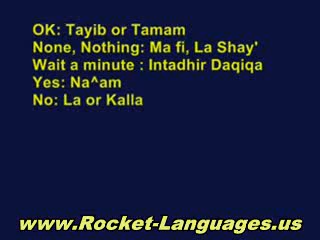 OK: Tayib or Tamam
None, Nothing: Ma fi, La Shay'
Wait a minute : Intadhir Daqiqa
Yes: Na^am
No: La or Kalla
www.Rocket-Languages.us